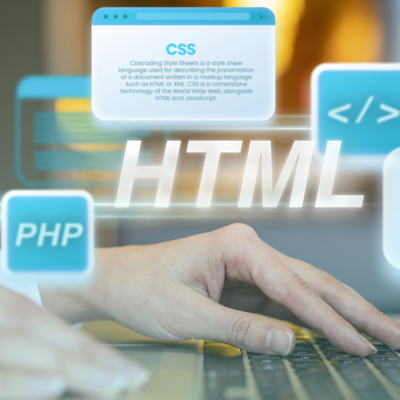 CSS
Cascading Style Sheets is a style sheet
language used for describing the presentation
of a document written in a markup language
such as HTML or XML. CSS is a cornerstone
technology of the World Wide Web, alongside
HTML and JavaScript.
</>
HTML
PHP